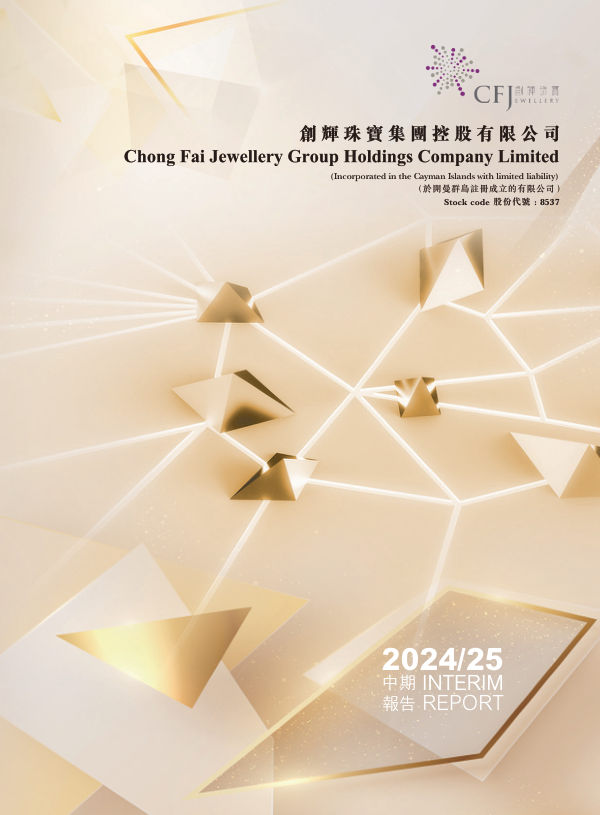 CFJ 創輝珠寶
JEWELLERY
創輝珠寶集團控股有限公司
Chong Fai Jewellery Group Holdings Company Limited
(Incorporated in the Cayman Islands with limited liability)
(於開曼群島註冊成立的有限公司)
Stock code 股份代號 : 8537
2024/25
中期 INTERIM
報告 REPORT